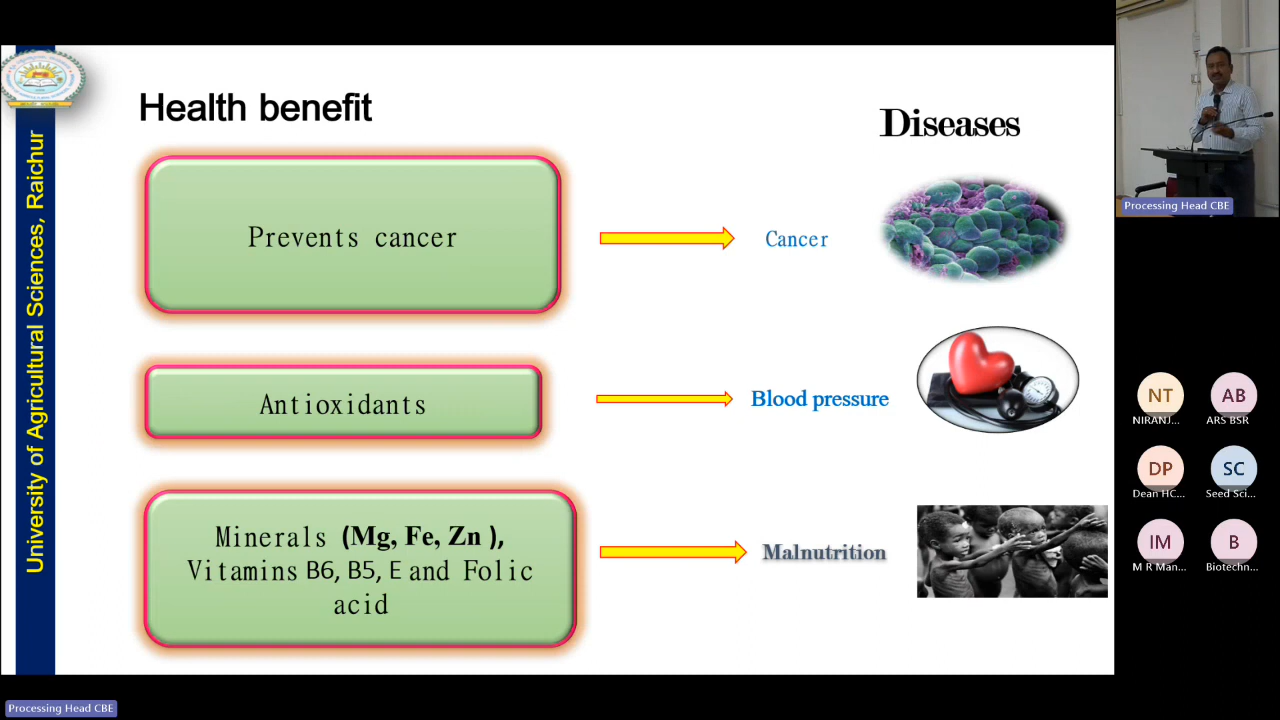 University of Agricultural Sciences, Raichur
Health benefit
Diseases
Prevents cancer
Cancer
Antioxidants
Blood pressure
Minerals (Mg, Fe, Zn ),
Vitamins B6, B5, E and Folic
acid
Malnutrition
Processing Head CBE
NT
NIRANJ...
AB
ARS BSR
DP
Dean HC...
SC
Seed Sci...
IM
M R Man...
B
Biotechn...
Processing Head CBE